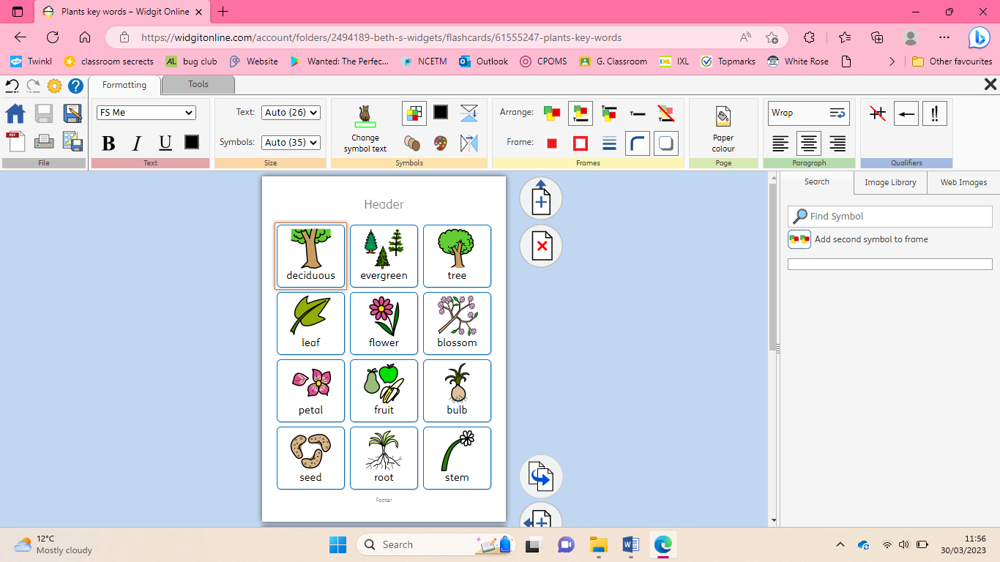 Plants key words – Widgit Online
https://widgitonline.com/account/folders/2494189-beth-s-widgets/flashcards/61555247-plants-key-words
Twinkl classroom secrets AL bug club Website Wanted: The Perfec... NCETM Outlook CPOMS G. Classroom IXL Topmarks White Rose Other favourites
Formatting Tools
FS Me Text: Auto (26) Arrange: Wrap
PDF B I U Symbols: Auto (35) Change symbol text Frame: Paper colour
File Text Size Symbols Frames Page Paragraph Qualifiers
Search Image Library Web Images
Find Symbol
Add second symbol to frame
Header
deciduous evergreen tree
leaf flower blossom
petal fruit bulb
seed root stem
Footer
12°C
Mostly cloudy
Search
11:56
30/03/2023